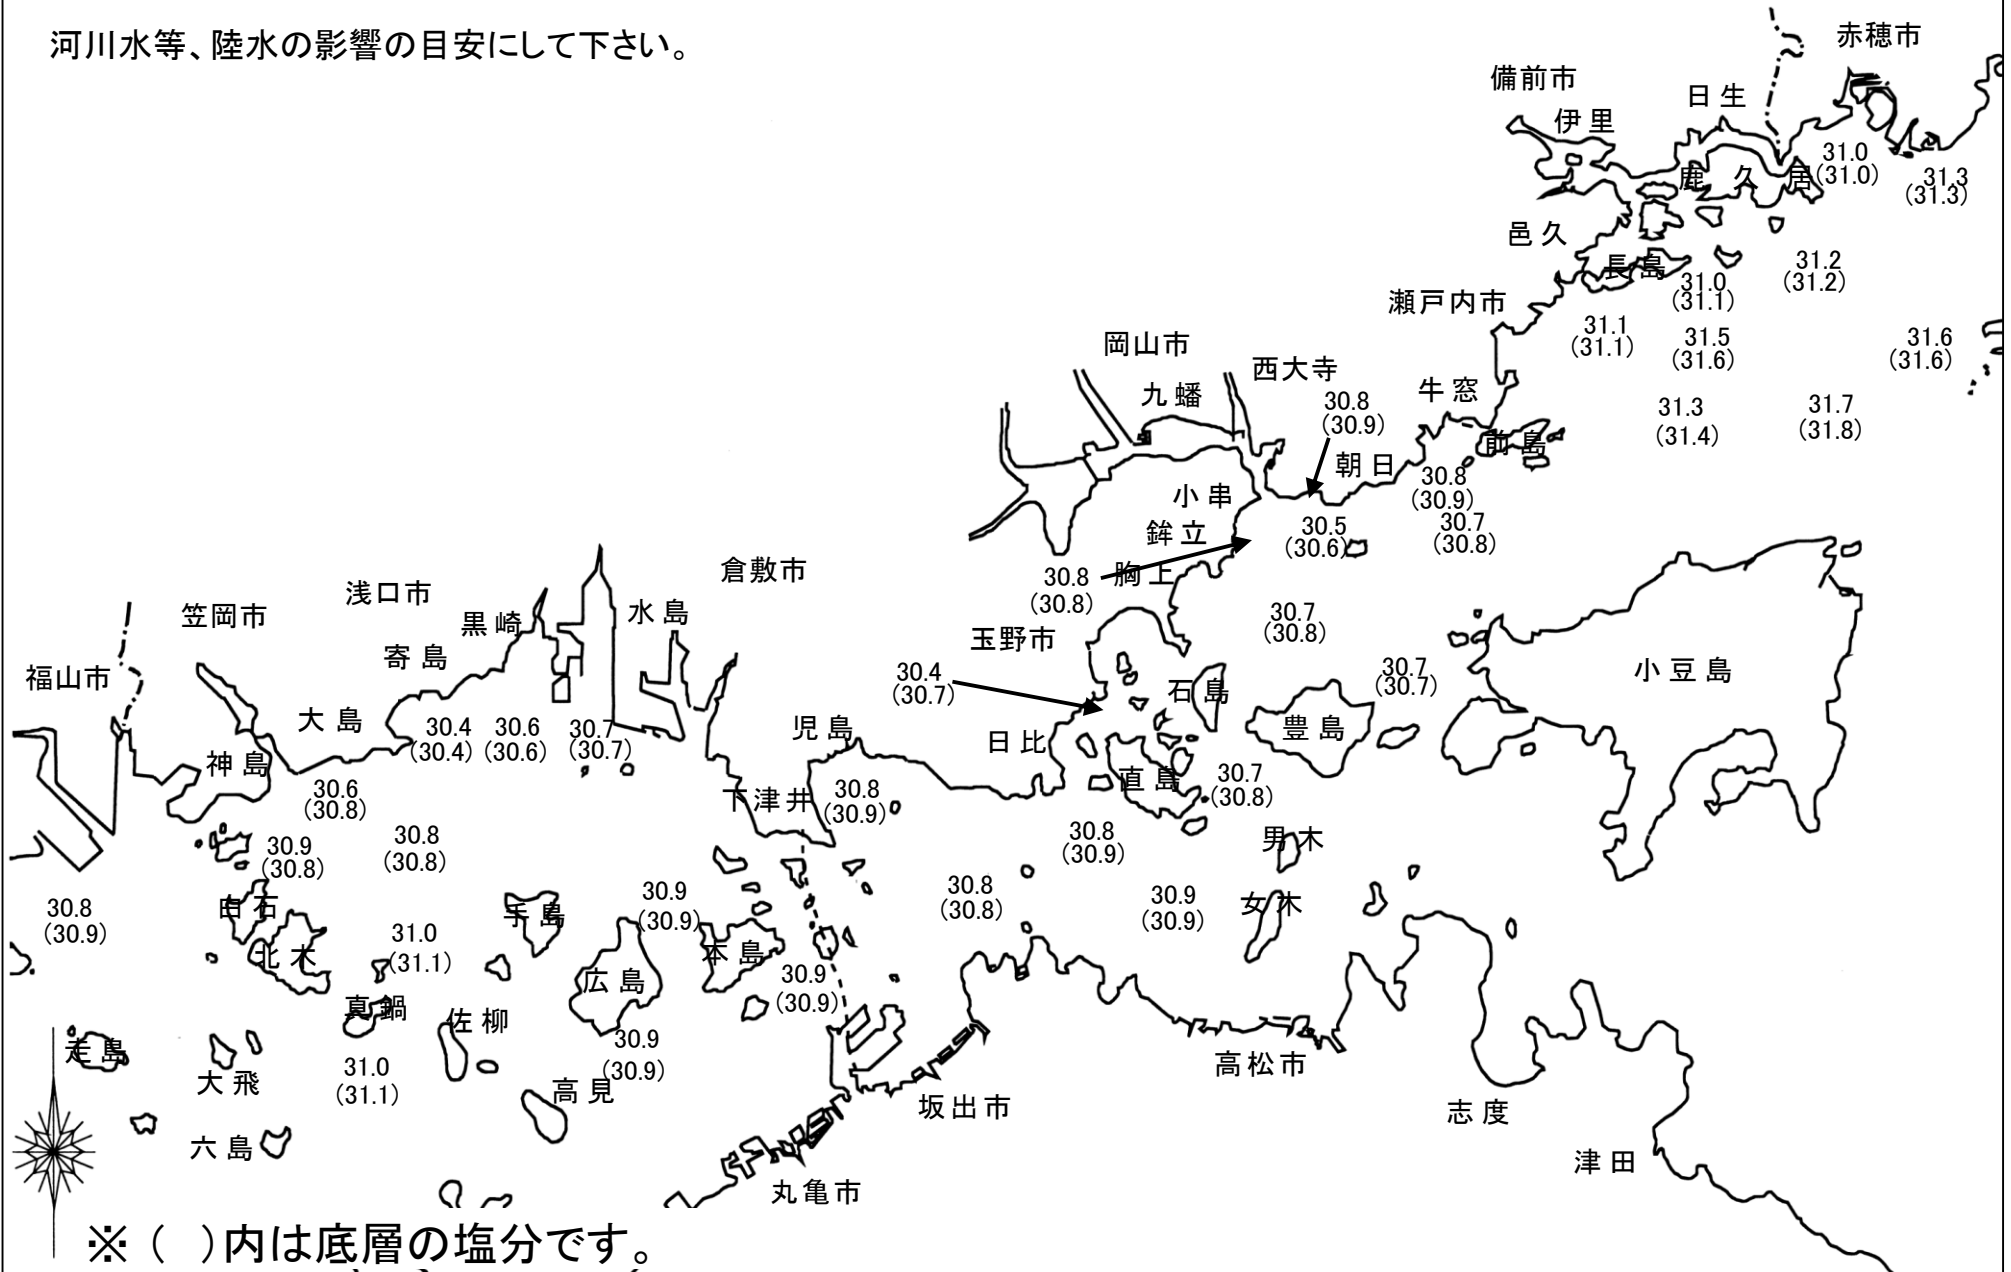 河川水等、陸水の影響の目安にして下さい。
赤穂市
備前市
日生
伊里
31.0
(31.0)
31.3
(31.3)
鹿久居
邑久
長島
31.2
(31.2)
31.0
(31.1)
瀬戸内市
31.1
(31.1)
31.5
(31.6)
31.6
(31.6)
岡山市
西大寺
九蟠
牛窓
30.8
(30.9)
31.3
(31.4)
31.7
(31.8)
前島
朝日
30.8
(30.9)
小串
鉾立
30.5
(30.6)
30.7
(30.8)
胸上
30.8
(30.8)
倉敷市
浅口市
笠岡市
黒崎
水島
30.7
(30.8)
玉野市
寄島
福山市
30.4
(30.7)
石島
30.7
(30.7)
小豆島
大島
30.4
(30.4)
30.6
(30.6)
30.7
(30.7)
児島
日比
豊島
神島
直島
30.7
(30.8)
30.6
(30.8)
下津井
30.8
(30.9)
30.9
(30.8)
30.8
(30.8)
30.8
(30.9)
男木
30.8
(30.9)
白石
手島
30.9
(30.9)
30.8
(30.8)
30.9
(30.9)
女木
北木
31.0
(31.1)
本島
広島
30.9
(30.9)
真鍋
佐柳
30.9
(30.9)
走島
大飛
31.0
(31.1)
高見
高松市
坂出市
志度
六島
津田
丸亀市
※( )内は底層の塩分です。